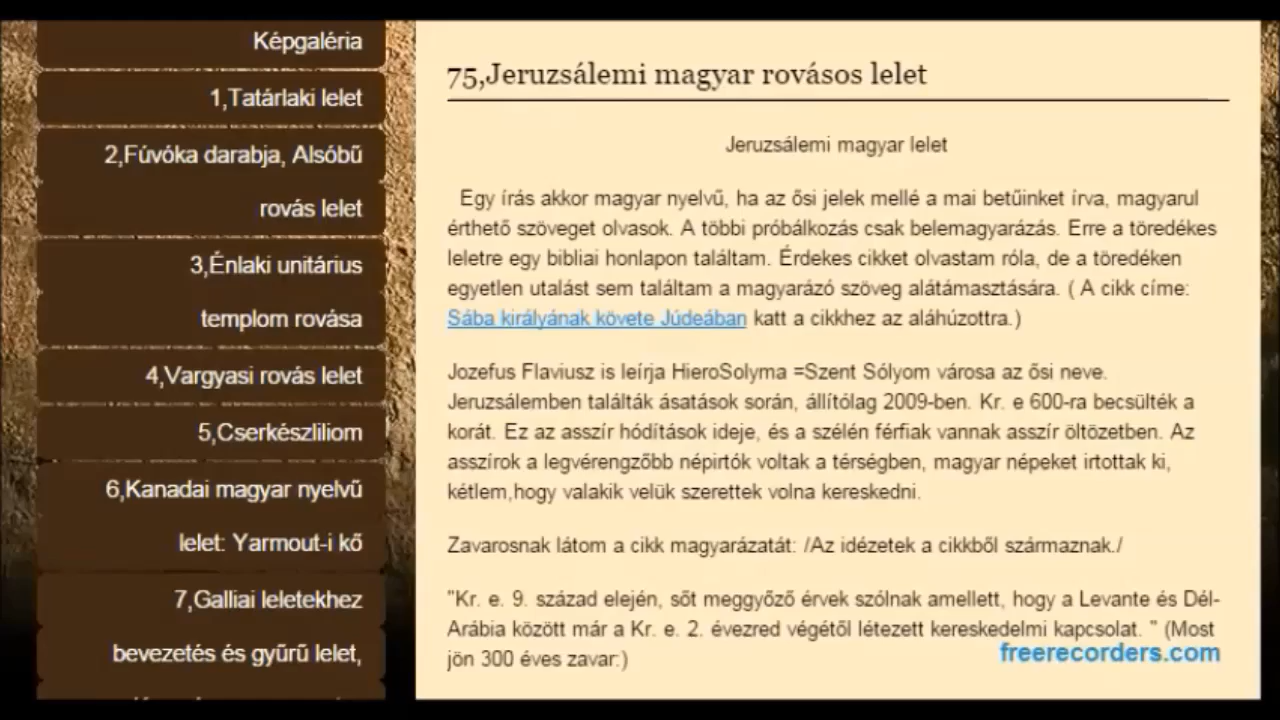 Képgaléria
1,Tatárlaki lelet
2,Fúvóka darabja, Alsóbű
rovás lelet
3,Énlaki unitárius
templom rovása
4,Vargyasi rovás lelet
5,Cserkészliliom
6,Kanadai magyar nyelvű
lelet: Yarmout-i kő
7,Galliai leletekhez
bevezetés és gyűrű lelet,
75,Jeruzsálemi magyar rovásos lelet
Jeruzsálemi magyar lelet
Egy írás akkor magyar nyelvű, ha az ősi jelek mellé a mai betűinket írva, magyarul
érthető szöveget olvasok. A többi próbálkozás csak belemagyarázás. Erre a töredékes
leletre egy bibliai honlapon találtam. Érdekes cikket olvastam róla, de a töredéken
egyetlen utalást sem találtam a magyarázó szöveg alátámasztására. ( A cikk címe:
Sába királyának követe Júdeában katt a cikkhez az aláhúzottra.)
Jozefus Flaviusz is leírja HieroSolyma =Szent Sólyom városa az ősi neve.
Jeruzsálemben találták ásatások során, állítólag 2009-ben. Kr. e 600-ra becsülték a
korát. Ez az asszír hódítások ideje, és a szélén férfiak vannak asszír öltözetben. Az
asszírok a legvérengzőbb népirtók voltak a térségben, magyar népeket irtottak ki,
kétlem,hogy valakik velük szerettek volna kereskedni.
Zavarosnak látom a cikk magyarázatát: /Az idézetek a cikkből származnak./
"Kr. e. 9. század elején, sőt meggyőző érvek szólnak amellett, hogy a Levante és Dél-
Arábia között már a Kr. e. 2. évezred végétől létezett kereskedelmi kapcsolat. " (Most
jön 300 éves zavar:)
freerecorders.com